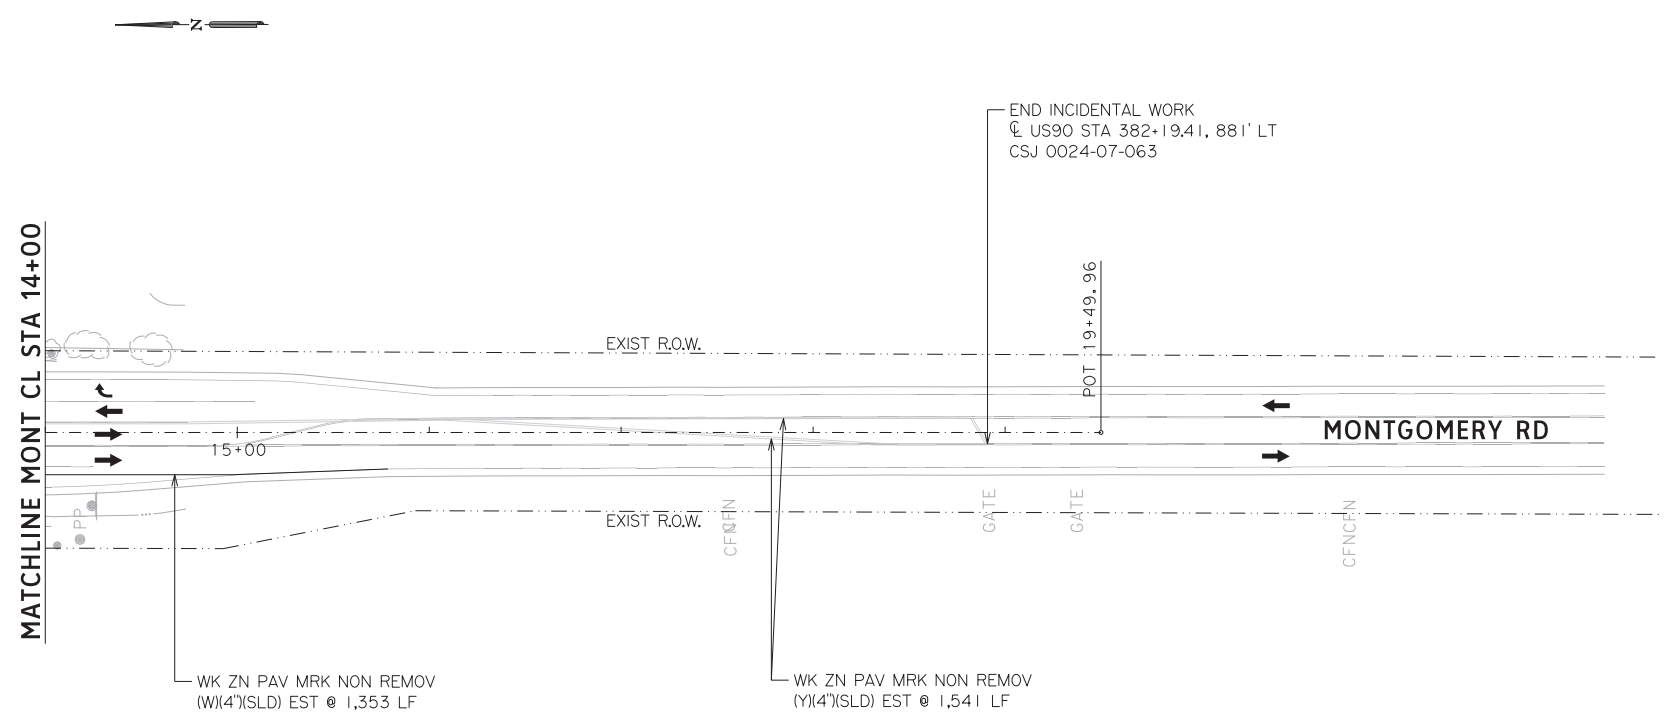 N
END INCIDENTAL WORK
℄ US90 STA 382+19.41, 881' LT
CSJ 0024-07-063
MATCHLINE MONT CL STA 14+00
POT 19+49.96
EXIST R.O.W.
MONTGOMERY RD
15+00
EXIST R.O.W.
PP
CFNCFN
GATE
GATE
CFNCFN
WK ZN PAV MRK NON REMOV
(W)(4")(SLD) EST @ 1,353 LF
WK ZN PAV MRK NON REMOV
(Y)(4")(SLD) EST @ 1,541 LF